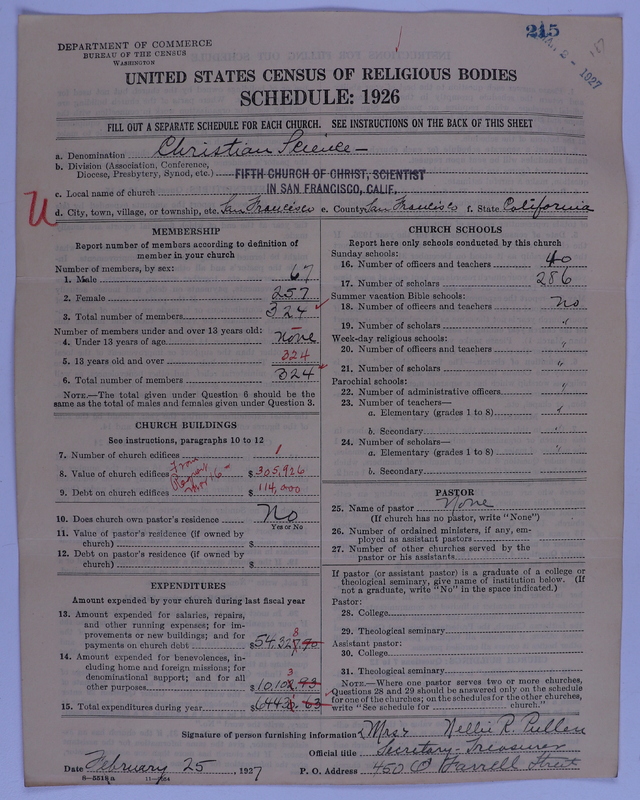 215
MAR 2 - 1927
DEPARTMENT OF COMMERCE
BUREAU OF THE CENSUS
WASHINGTON
UNITED STATES CENSUS OF RELIGIOUS BODIES
SCHEDULE: 1926
FILL OUT A SEPARATE SCHEDULE FOR EACH CHURCH. SEE INSTRUCTIONS ON THE BACK OF THIS SHEET
a. Denomination Christian Science
b. Division (Association, Conference,
Diocese, Presbytery, Synod, etc.) FIFTH CHURCH OF CHRIST, SCIENTIST
c. Local name of church IN SAN FRANCISCO, CALIF.
U
d. City, town, village, or township, etc. San Francisco e. County San Francisco f. State California
MEMBERSHIP
Report number of members according to definition of
member in your church
Number of members, by sex:
1. Male 67
2. Female 257
3. Total number of members 324
Number of members under and over 13 years old:
4. Under 13 years of age none
5. 13 years old and over 324
6. Total number of members 324
NOTE.—The total given under Question 6 should be
same as the total of males and females given under Question 3.
CHURCH BUILDINGS
See instructions, paragraphs 10 to 12
7. Number of church edifices 1
8. Value of church edifices $305,926
9. Debt on church edifices $114,000
10. Does church own pastor's residence No
Yes or No
11. Value of pastor's residence (if owned by
church) $
12. Debt on pastor's residence (if owned by
church) $
EXPENDITURES
Amount expended by your church during last fiscal year
13. Amount expended for salaries, repairs,
and other running expenses; for im-
provements or new buildings; and for
payments on church debt $54,327.90
8
14. Amount expended for benevolences, in-
cluding home and foreign missions; for
denominational support; and for all
other purposes $10,102.93
3
15. Total expenditures during year $64430.63
CHURCH SCHOOLS
Report here only schools conducted by this church
Sunday schools:
16. Number of officers and teachers 40
17. Number of scholars 286
Summer vacation Bible schools:
18. Number of officers and teachers no
19. Number of scholars "
Week-day religious schools:
20. Number of officers and teachers "
21. Number of scholars "
Parochial schools:
22. Number of administrative officers "
23. Number of teachers—
a. Elementary (grades 1 to 8) "
b. Secondary
24. Number of scholars—
a. Elementary (grades 1 to 8) "
b. Secondary
PASTOR
25. Name of pastor None
(If church has no pastor, write "None")
26. Number of ordained ministers, if any, em-
ployed as assistant pastors
27. Number of other churches served by the
pastor or his assistants
If pastor (or assistant pastor) is a graduate of a college or
theological seminary, give name of institution below. (If
not a graduate, write "No" in the space indicated.)
Pastor:
28. College
29. Theological seminary
Assistant pastor:
30. College
31. Theological seminary
NOTE.—Where one pastor serves two or more churches,
Questions 28 and 29 should be answered only on the schedule
for one of the churches; on the schedules for the other churches,
write "See schedule for church."
Signature of person furnishing information Mrs Nellie R. Pullen
Official title Secretary-Treasurer
Date February 25, 1927 P. O. Address 450 O'Farrell Street
8-5518 a